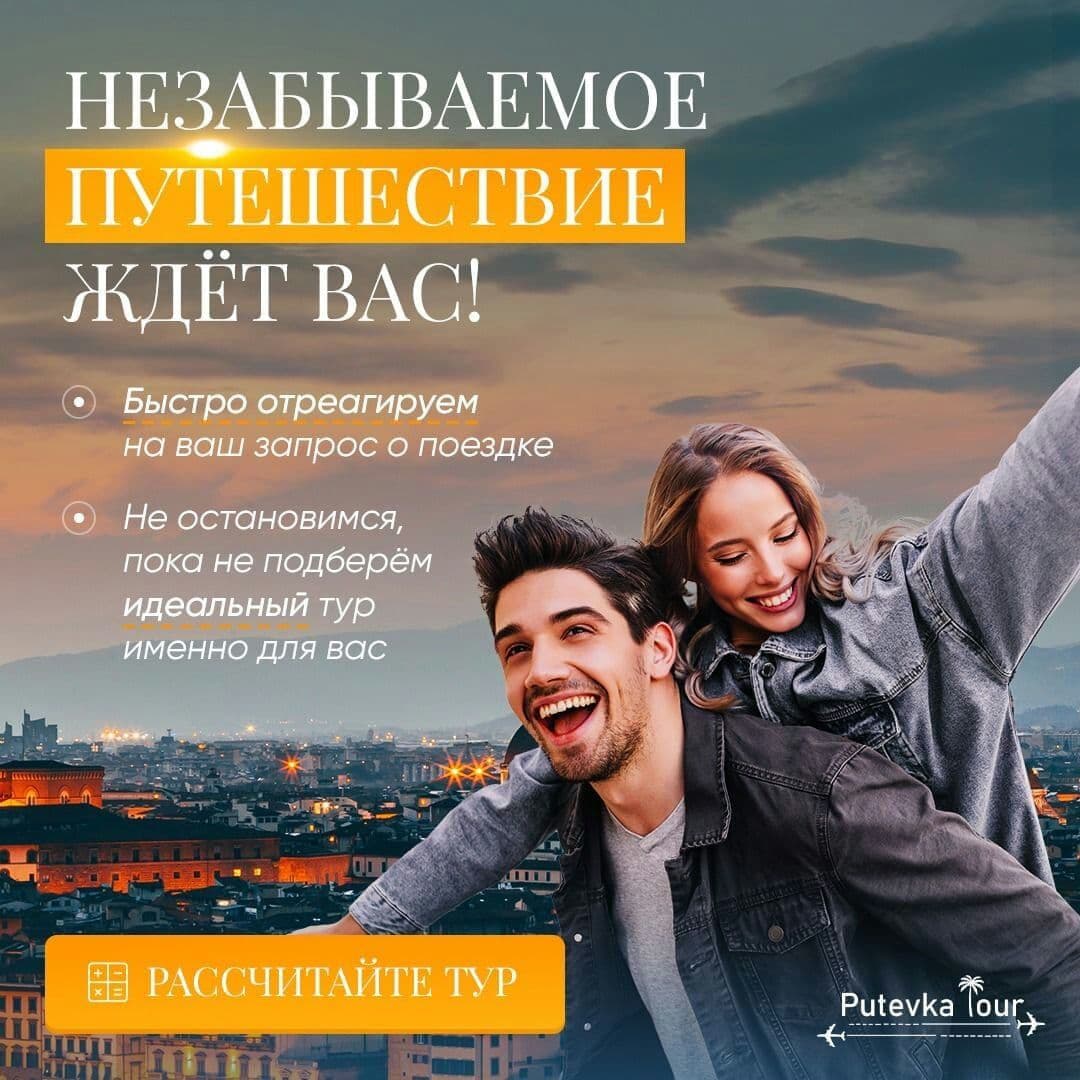 НЕЗАБЫВАЕМОЕ
ПУТЕШЕСТВИЕ
ЖДЁТ ВАС!
Быстро отреагируем
на ваш запрос о поездке
Не остановимся,
пока не подберём
идеальный тур
именно для вас
РАССЧИТАЙТЕ ТУР
Putevka Tour